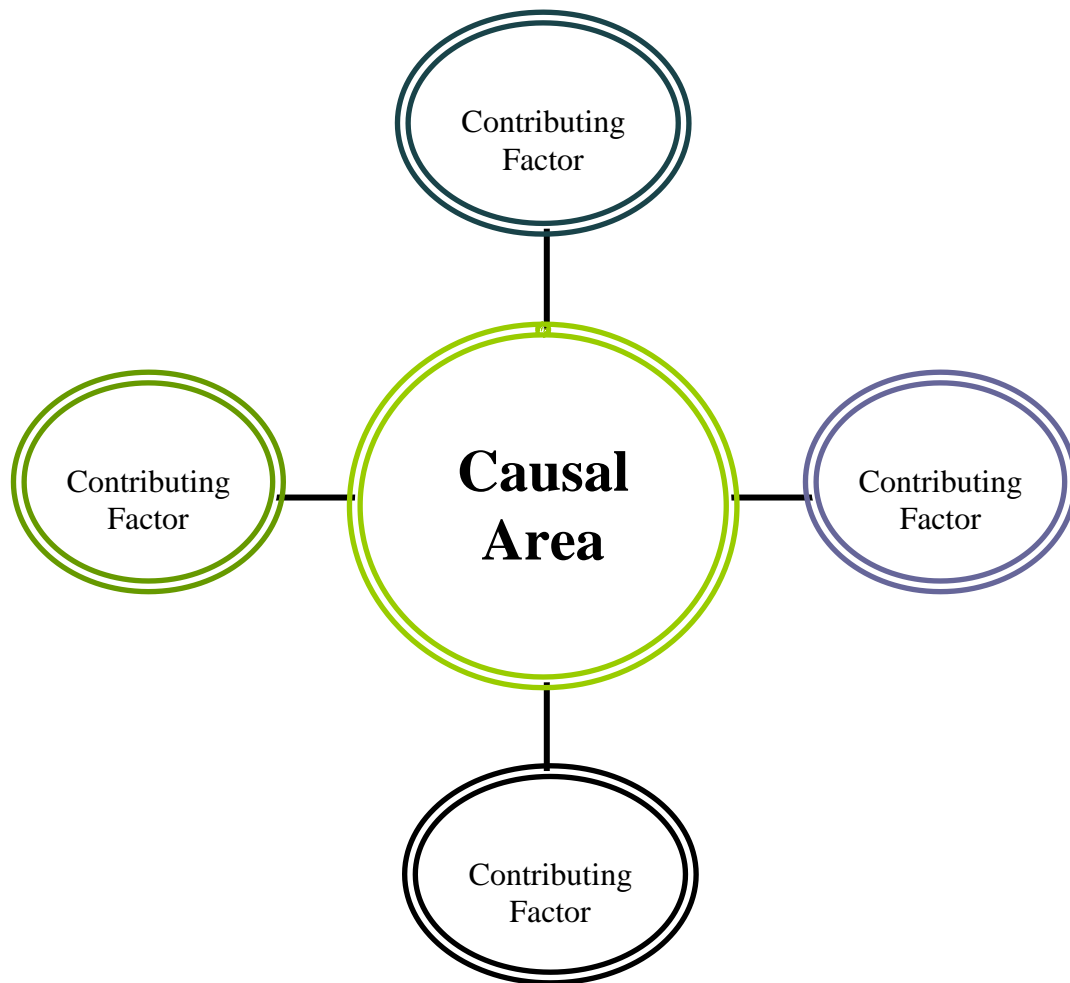 Contributing
Factor
Causal
Area
Contributing
Factor
Contributing
Factor
Contributing
Factor